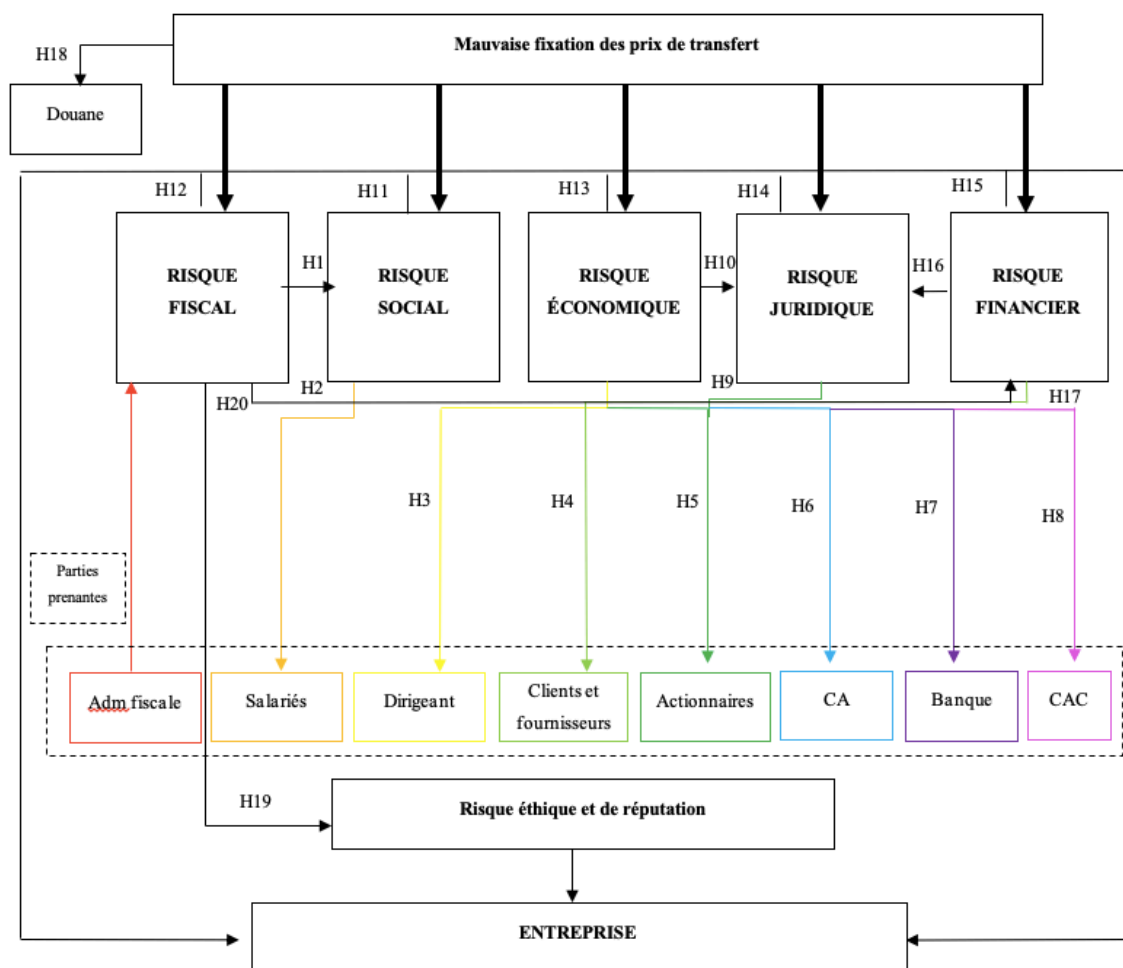 Mauvaise fixation des prix de transfert
H18
Douane
H12
H11
H13
H14
H15
RISQUE
FISCAL
H1
RISQUE
SOCIAL
RISQUE
ÉCONOMIQUE
H10
RISQUE
JURIDIQUE
H16
RISQUE
FINANCIER
H20
H2
H9
H17
H3
H4
H5
H6
H7
H8
Parties
prenantes
Adm fiscale
Salariés
Dirigeant
Clients et
fournisseurs
Actionnaires
CA
Banque
CAC
H19
Risque éthique et de réputation
ENTREPRISE